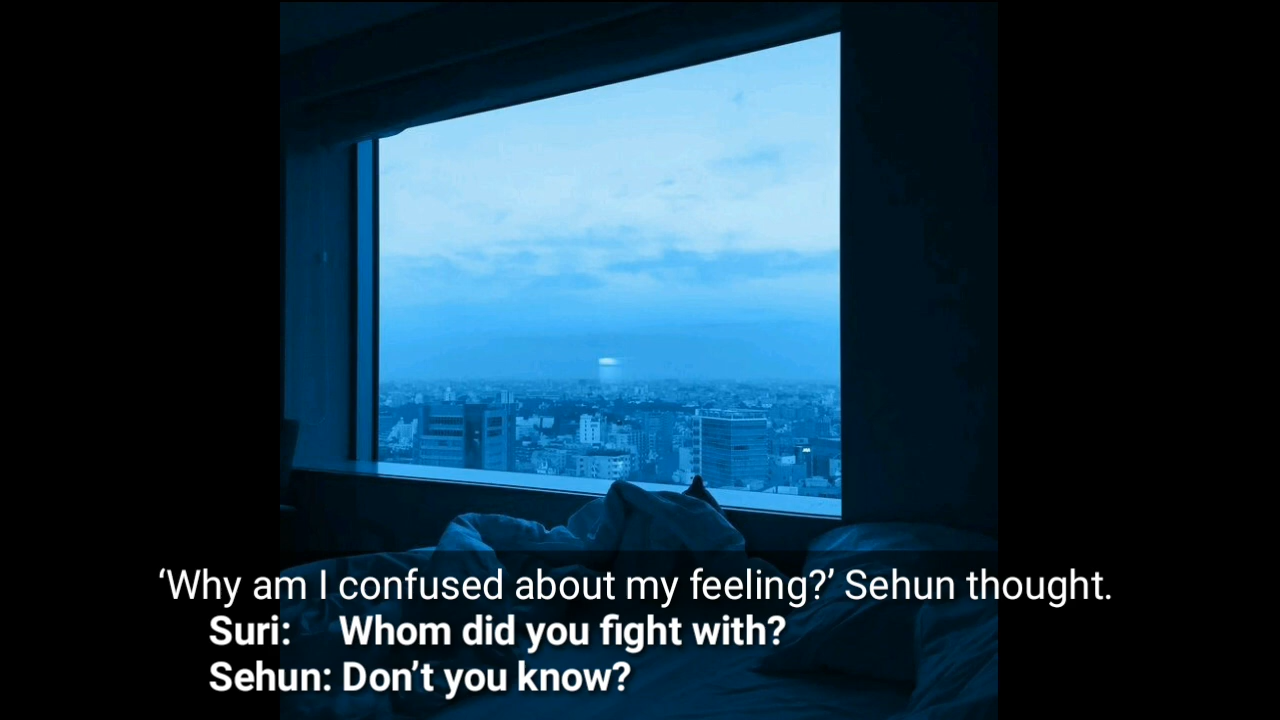 ‘Why am I confused about my feeling?’ Sehun thought.
Suri: Whom did you fight with?
Sehun: Don’t you know?